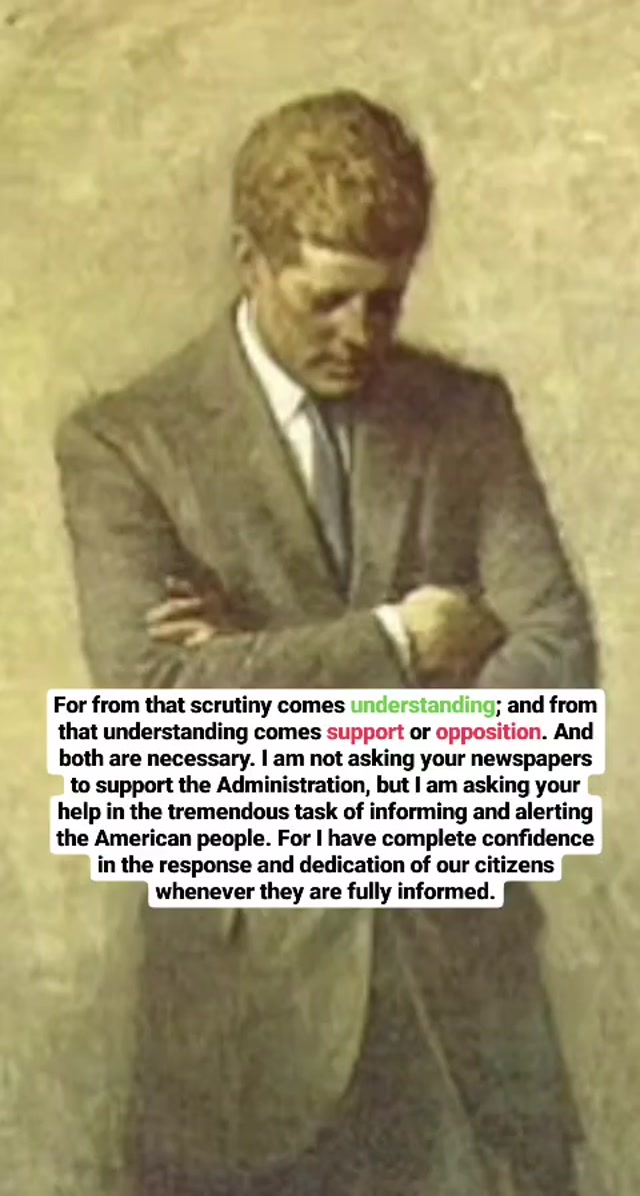 For from that scrutiny comes understanding; and from
that understanding comes support or opposition. And
both are necessary. I am not asking your newspapers
to support the Administration, but I am asking your
help in the tremendous task of informing and alerting
the American people. For I have complete confidence
in the response and dedication of our citizens
whenever they are fully informed.